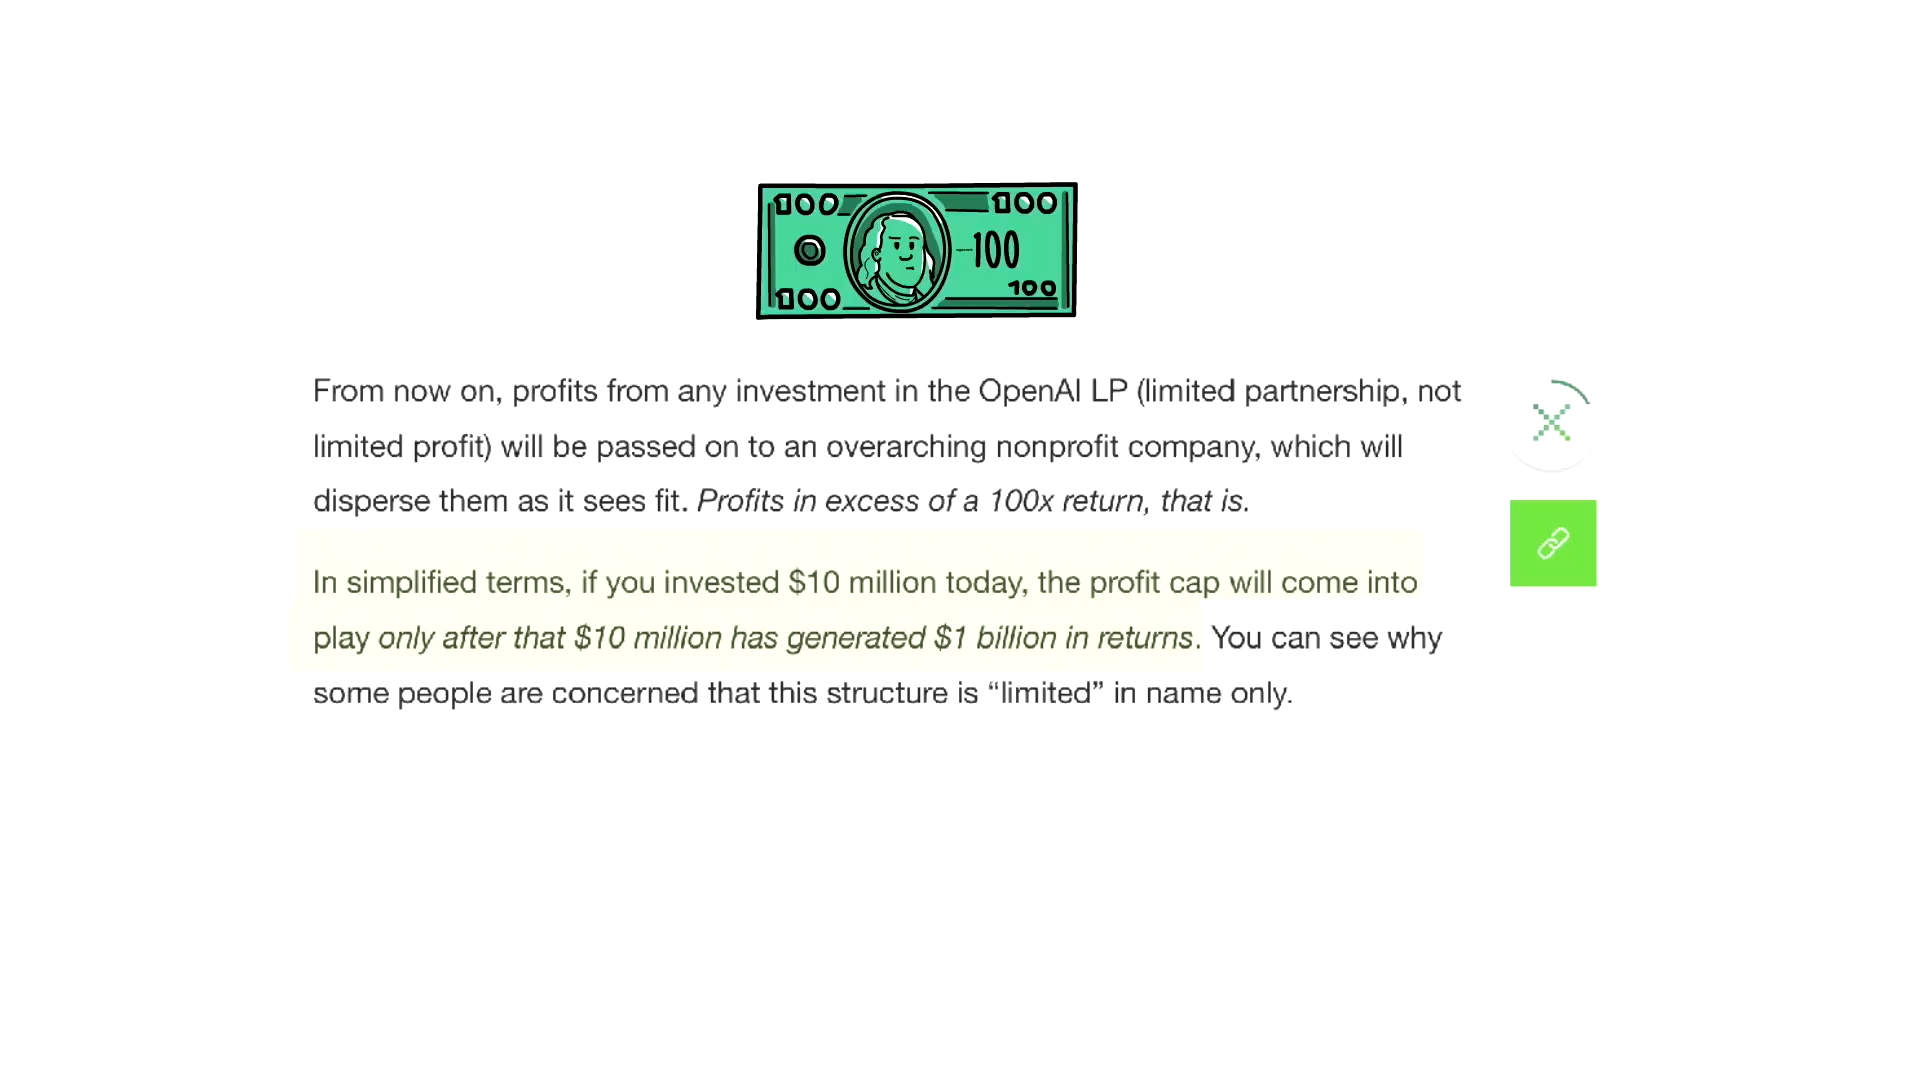 100 100
-100
100
100
From now on, profits from any investment in the OpenAI LP (limited partnership, not
limited profit) will be passed on to an overarching nonprofit company, which will
disperse them as it sees fit. Profits in excess of a 100x return, that is.
In simplified terms, if you invested $10 million today, the profit cap will come into
play only after that $10 million has generated $1 billion in returns. You can see why
some people are concerned that this structure is “limited” in name only.